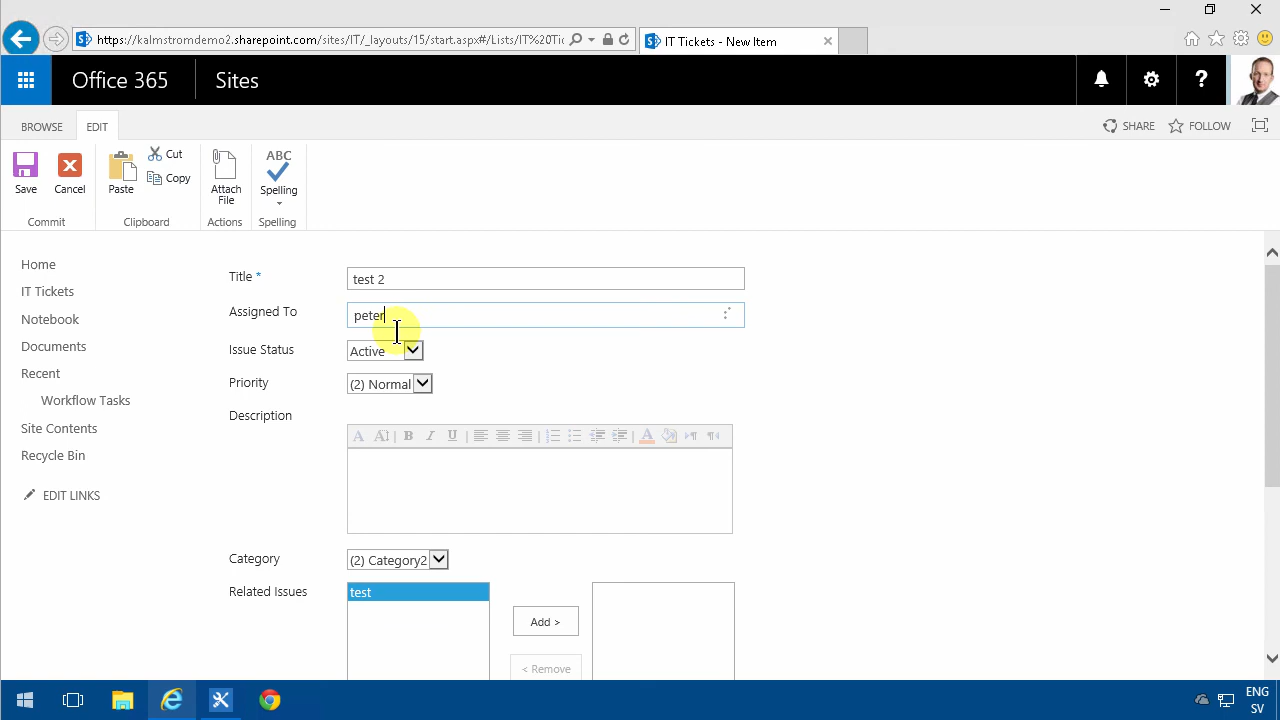 https://kalmstromdemo2.sharepoint.com/sites/IT/_layouts/15/start.aspx#/Lists/IT%20Tic
IT Tickets - New Item
Office 365
Sites
BROWSE
EDIT
SHARE
FOLLOW
Save
Cancel
Commit
Paste
Cut
Copy
Clipboard
Attach
File
Actions
ABC
Spelling
Spelling
Home
IT Tickets
Notebook
Documents
Recent
Workflow Tasks
Site Contents
Recycle Bin
EDIT LINKS
Title *
test 2
Assigned To
peter
Issue Status
Active
Priority
(2) Normal
Description
Category
(2) Category2
Related Issues
test
Add >
< Remove
ENG
SV